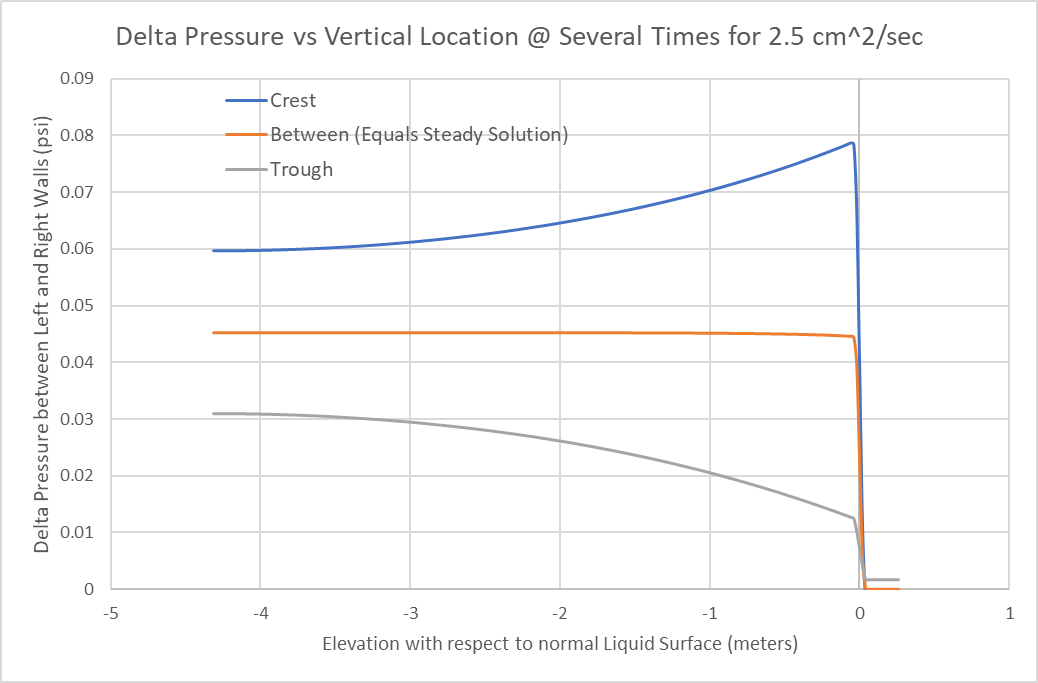 Delta Pressure vs Vertical Location @ Several Times for 2.5 cm^2/sec
0.09
0.08
0.07
0.06
0.05
0.04
0.03
0.02
0.01
0
Delta Pressure between Left and Right Walls (psi)
Crest
Between (Equals Steady Solution)
Trough
-5 -4 -3 -2 -1 0 1
Elevation with respect to normal Liquid Surface (meters)